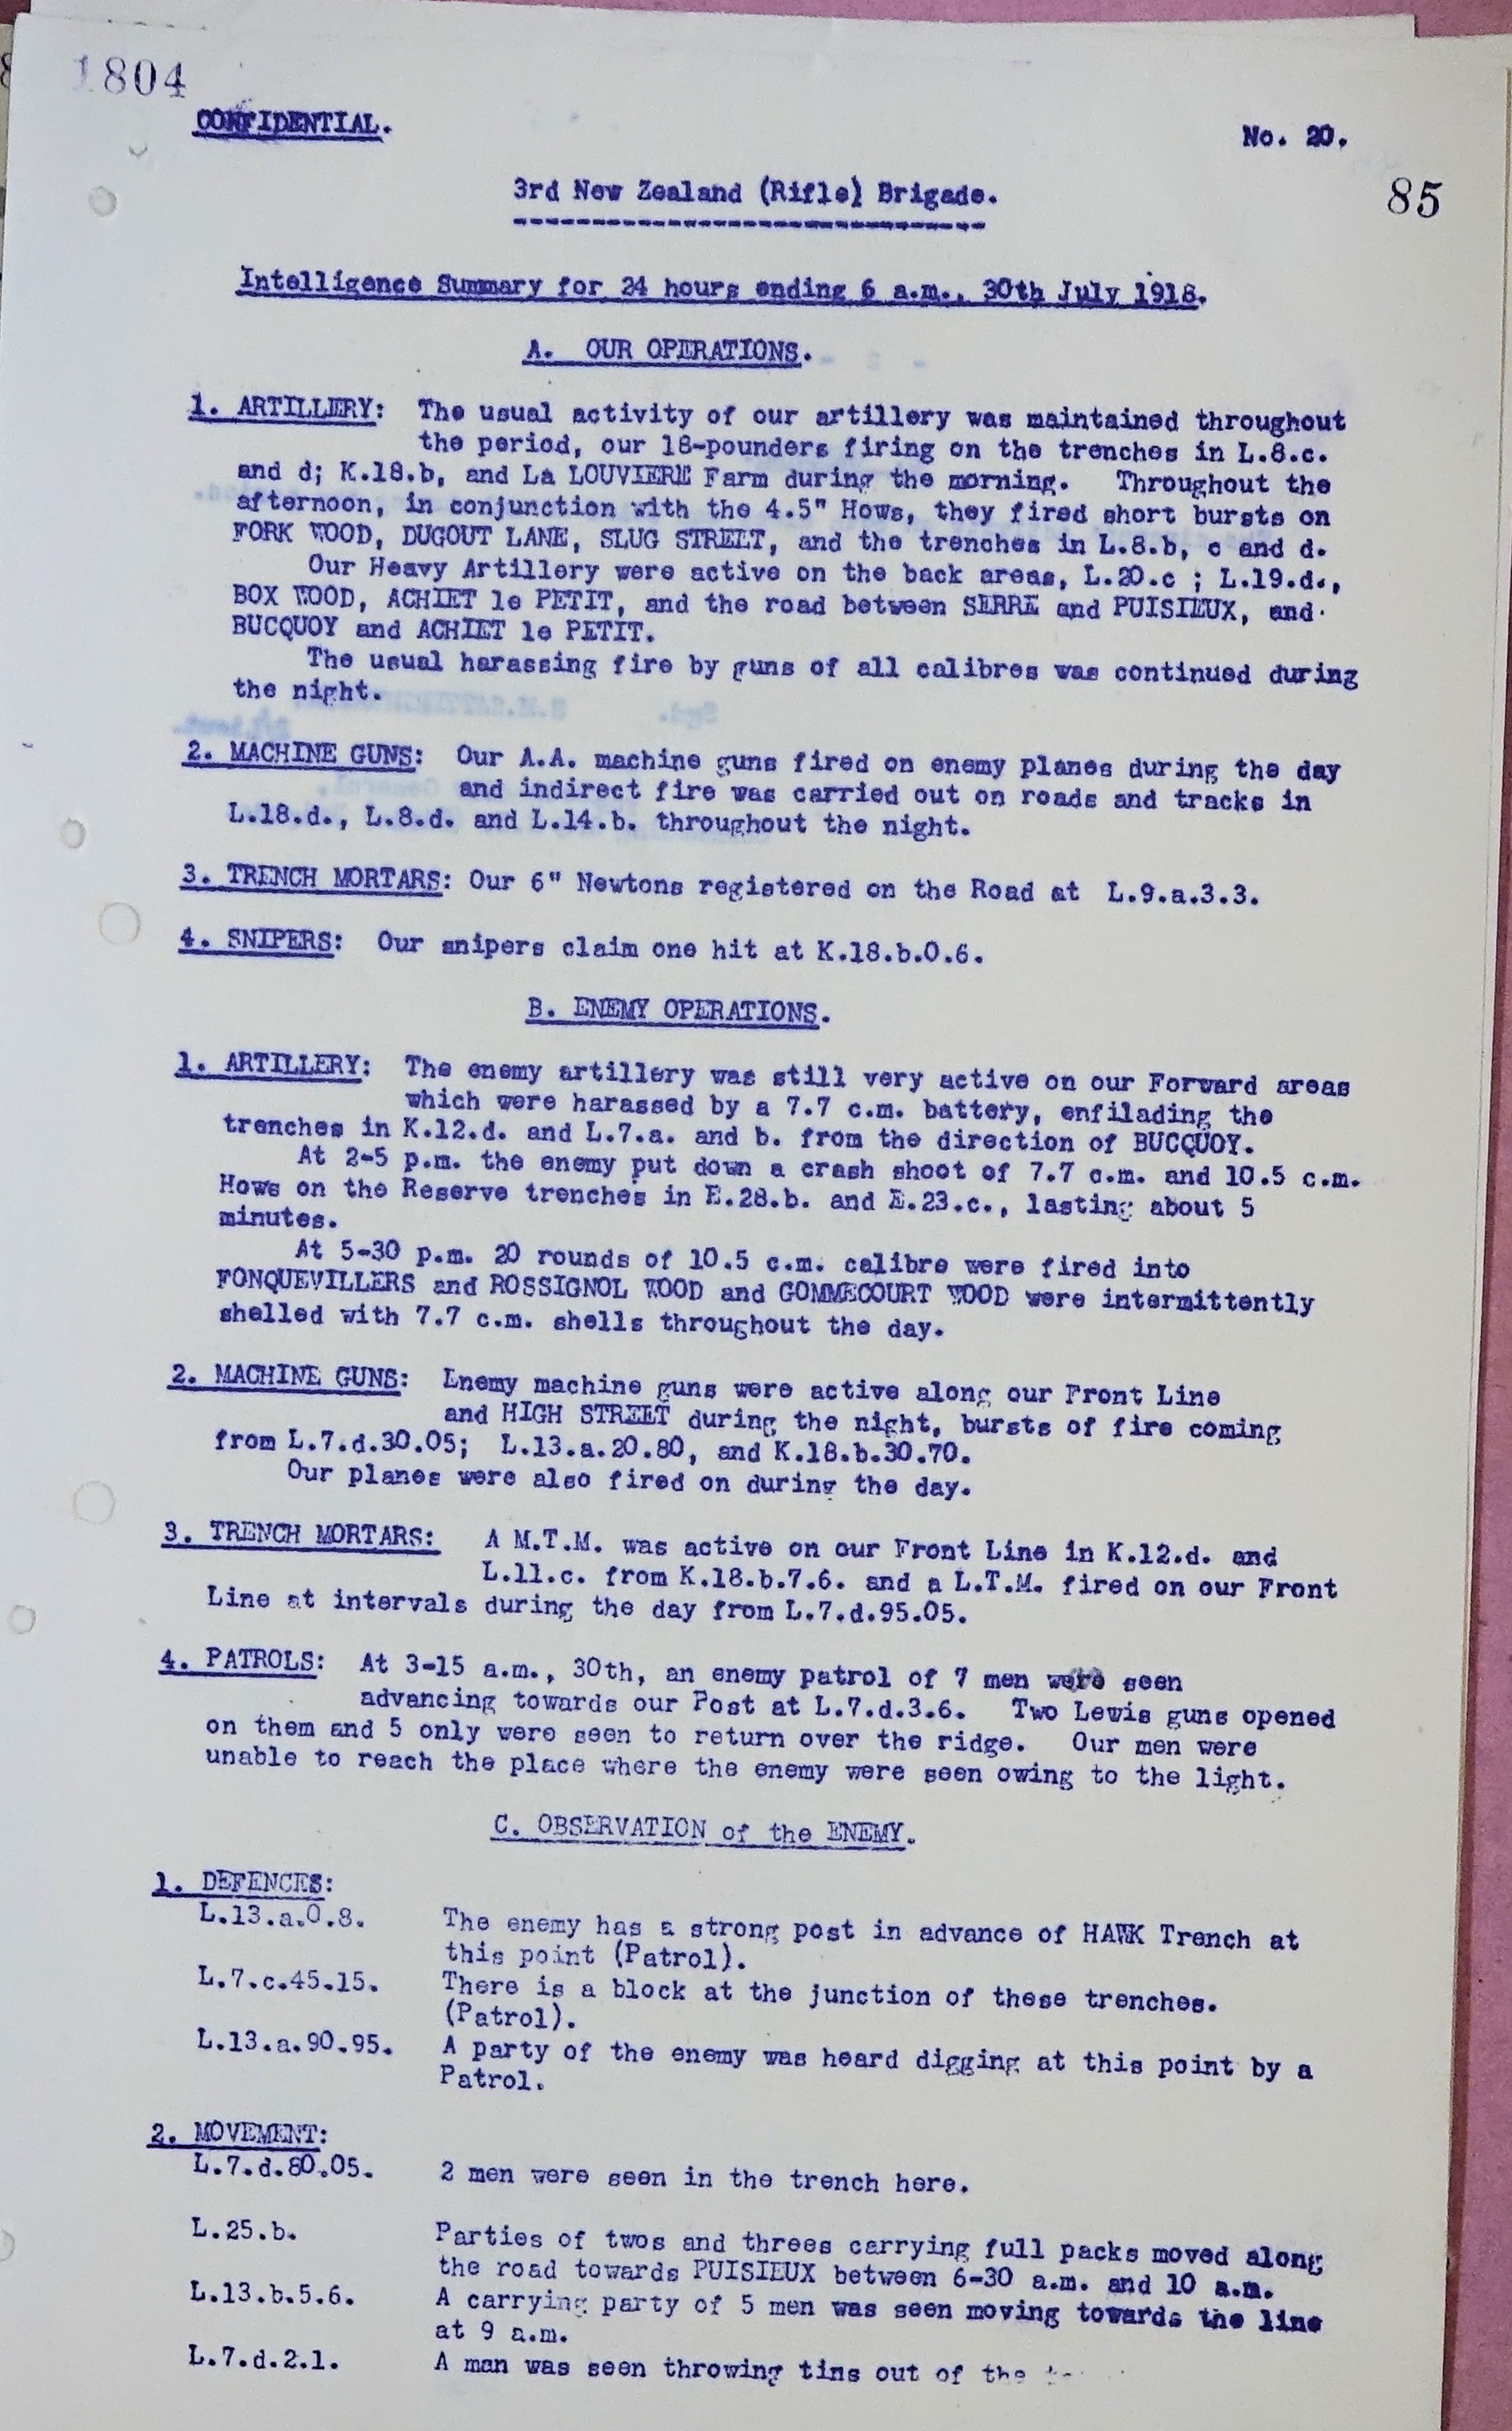 1804
CONFIDENTIAL.
No. 20.
85
3rd New Zealand (Rifle) Brigade.
Intelligence Summary for 24 hours ending 6 a.m., 30th July 1918.
A. OUR OPERATIONS.
1. ARTILLERY: The usual activity of our artillery was maintained throughout
the period, our 18-pounders firing on the trenches in L.8.c.
and d; K.18.b, and La LOUVIERE Farm during the morning. Throughout the
afternoon, in conjunction with the 4.5" Hows, they fired short bursts on
FORK WOOD, DUGOUT LANE, SLUG STREET, and the trenches in L.8.b, c and d.
Our Heavy Artillery were active on the back areas, L.20.c ; L.19.d.,
BOX WOOD, ACHIET le PETIT, and the road between SERRE and PUISIEUX, and
BUCQUOY and ACHIET le PETIT.
The usual harassing fire by guns of all calibres was continued during
the night.
2. MACHINE GUNS: Our A.A. machine guns fired on enemy planes during the day
and indirect fire was carried out on roads and tracks in
L.18.d., L.8.d. and L.14.b. throughout the night.
3. TRENCH MORTARS: Our 6" Newtons registered on the Road at L.9.a.3.3.
4. SNIPERS: Our snipers claim one hit at K.18.b.0.6.
B. ENEMY OPERATIONS.
1. ARTILLERY: The enemy artillery was still very active on our Forward areas
which were harassed by a 7.7 c.m. battery, enfilading the
trenches in K.12.d. and L.7.a. and b. from the direction of BUCQUOY.
At 2-5 p.m. the enemy put down a crash shoot of 7.7 c.m. and 10.5 c.m.
Hows on the Reserve trenches in E.28.b. and E.23.c., lasting about 5
minutes.
At 5-30 p.m. 20 rounds of 10.5 c.m. calibre were fired into
FONQUEVILLERS and ROSSIGNOL WOOD and GOMMECOURT WOOD were intermittently
shelled with 7.7 c.m. shells throughout the day.
2. MACHINE GUNS: Enemy machine guns were active along our Front Line
and HIGH STREET during the night, bursts of fire coming
from L.7.d.30.05; L.13.a.20.80, and K.18.b.30.70.
Our planes were also fired on during the day.
3. TRENCH MORTARS: A M.T.M. was active on our Front Line in K.12.d. and
L.11.c. from K.18.b.7.6. and a L.T.M. fired on our Front
Line at intervals during the day from L.7.d.95.05.
4. PATROLS: At 3-15 a.m., 30th, an enemy patrol of 7 men were seen
advancing towards our Post at L.7.d.3.6. Two Lewis guns opened
on them and 5 only were seen to return over the ridge. Our men were
unable to reach the place where the enemy were seen owing to the light.
C. OBSERVATION of the ENEMY.
1. DEFENCES:
L.13.a.0.8. The enemy has a strong post in advance of HAWK Trench at
this point (Patrol).
L.7.c.45.15. There is a block at the junction of these trenches.
(Patrol).
L.13.a.90.95. A party of the enemy was heard digging at this point by a
Patrol.
2. MOVEMENT:
L.7.d.80.05. 2 men were seen in the trench here.
L.25.b. Parties of twos and threes carrying full packs moved along
the road towards PUISIEUX between 6-30 a.m. and 10 a.m.
L.13.b.5.6. A carrying party of 5 men was seen moving towards the line
at 9 a.m.
L.7.d.2.1. A man was seen throwing tins out of the